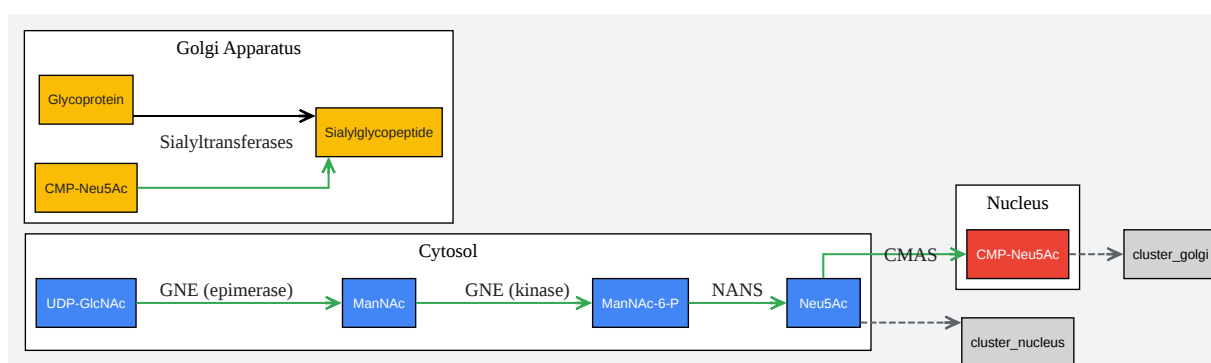 Golgi Apparatus
Glycoprotein
Sialyltransferases
Sialylglycopeptide
CMP-Neu5Ac
Nucleus
CMAS
CMP-Neu5Ac
cluster_golgi
Cytosol
UDP-GlcNAc
GNE (epimerase)
ManNAc
GNE (kinase)
ManNAc-6-P
NANS
Neu5Ac
cluster_nucleus